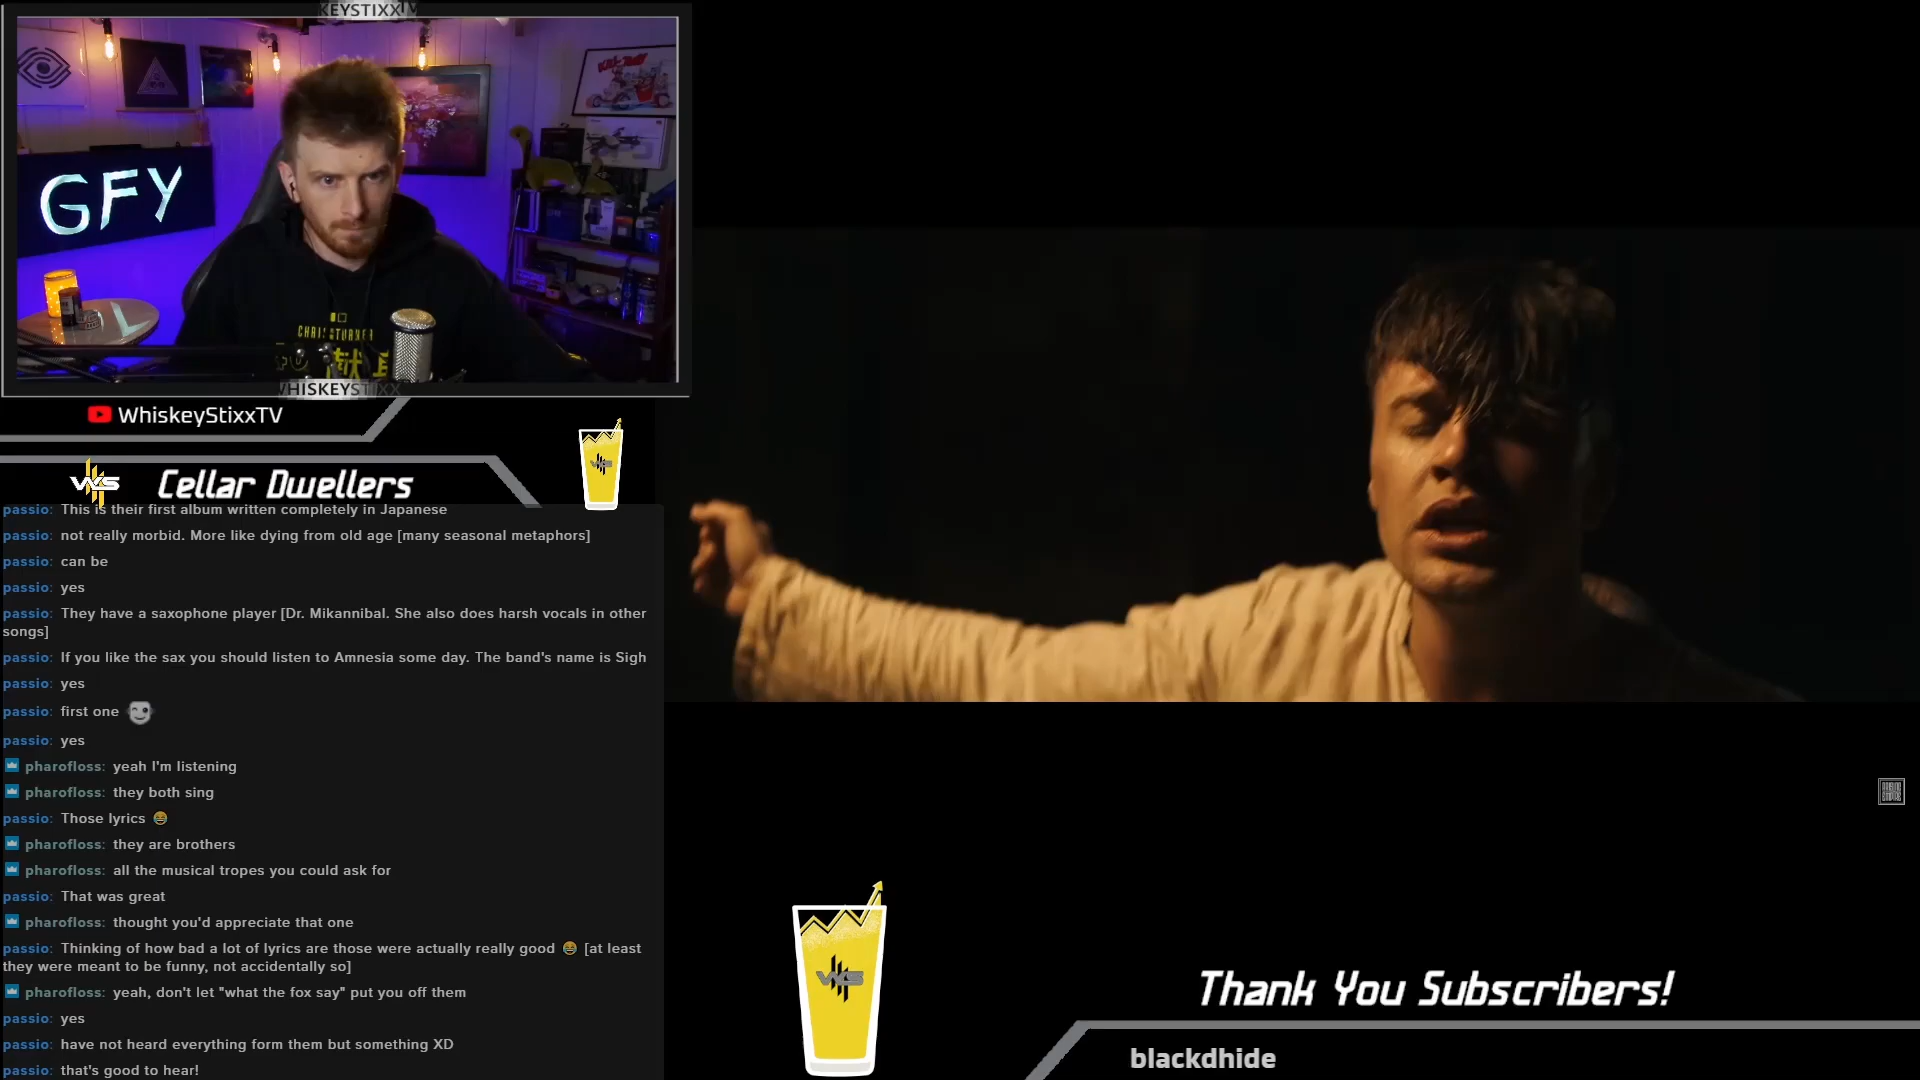 KEYSTIXXTV
GFY
WHISKEYSTIXX
WhiskeyStixxTV
WS
Cellar Dwellers
passio: This is their first album written completely in Japanese
passio: not really morbid. More like dying from old age [many seasonal metaphors]
passio: can be
passio: yes
passio: They have a saxophone player [Dr. Mikannibal. She also does harsh vocals in other
songs]
passio: If you like the sax you should listen to Amnesia some day. The band's name is Sigh
passio: yes
passio: first one
passio: yes
pharofloss: yeah I'm listening
pharofloss: they both sing
passio: Those lyrics 😂
pharofloss: they are brothers
pharofloss: all the musical tropes you could ask for
passio: That was great
pharofloss: thought you'd appreciate that one
passio: Thinking of how bad a lot of lyrics are those were actually really good 😂 [at least
they were meant to be funny, not accidentally so]
pharofloss: yeah, don't let "what the fox say" put you off them
passio: yes
passio: have not heard everything form them but something XD
passio: that's good to hear!
WS
Thank You Subscribers!
blackdhide